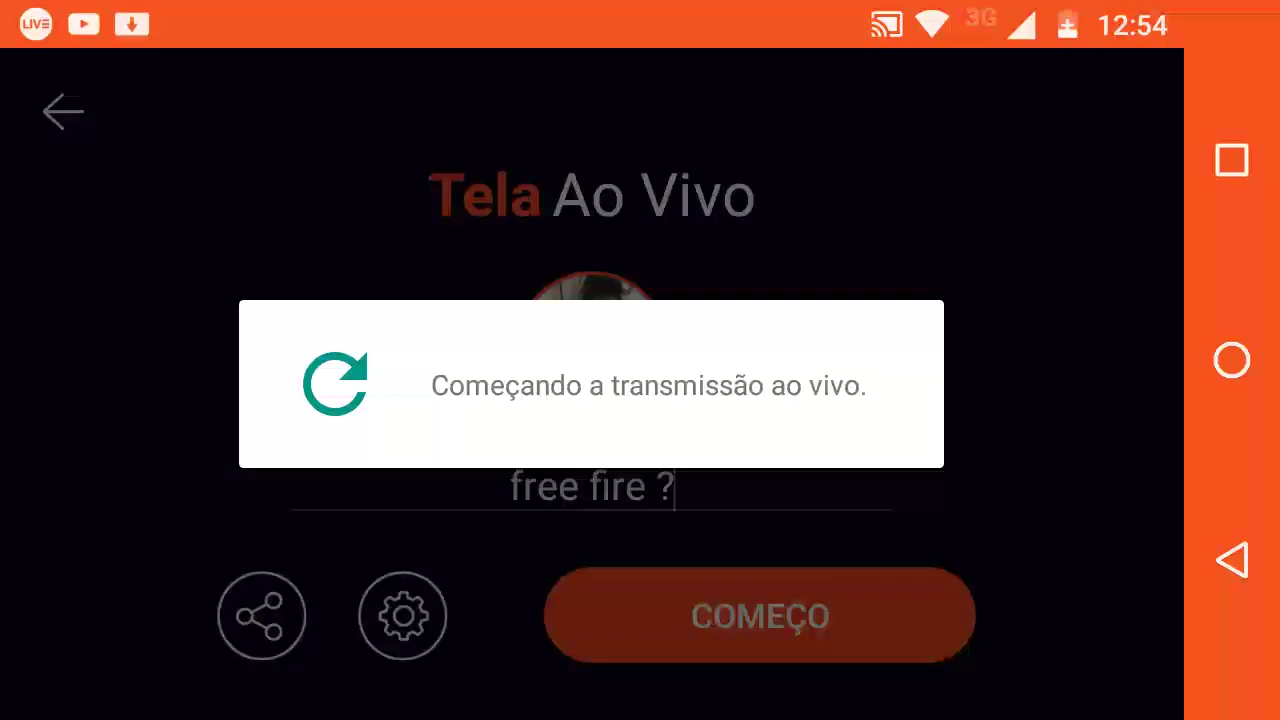 LIVE
3G
12:54
Tela Ao Vivo
Começando a transmissão ao vivo.
free fire ?
COMEÇO